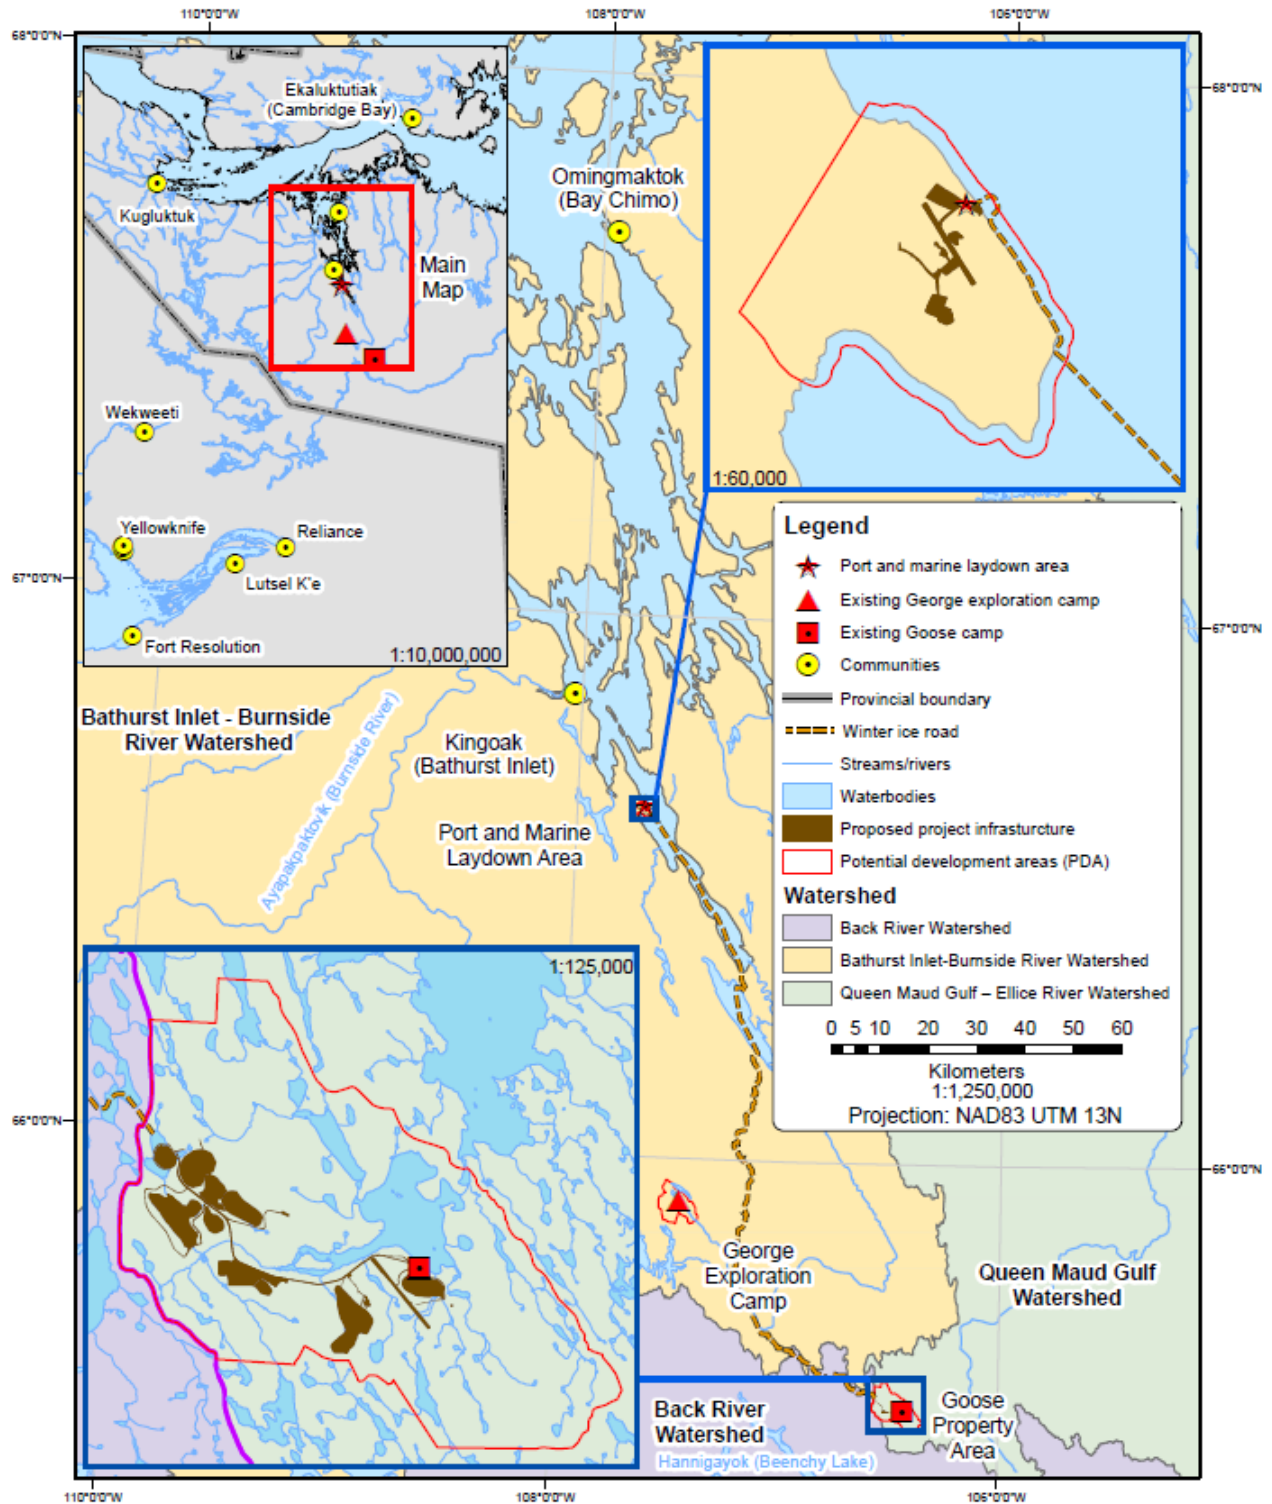 110°0'0"W
108°0'0"W
106°0'0"W
68°0'0"N
68°0'0"N
Ekaluktutiak
(Cambridge Bay)
Kugluktuk
Main
Map
Wekweeti
Yellowknife
Reliance
Lutsel K'e
Fort Resolution
1:10,000,000
Omingmaktok
(Bay Chimo)
1:60,000
67°0'0"N
67°0'0"N
Legend
Port and marine laydown area
Existing George exploration camp
Existing Goose camp
Communities
Provincial boundary
Winter ice road
Streams/rivers
Waterbodies
Proposed project infrasturcture
Potential development areas (PDA)
Watershed
Back River Watershed
Bathurst Inlet-Burnside River Watershed
Queen Maud Gulf – Ellice River Watershed
0 5 10 20 30 40 50 60
Kilometers
1:1,250,000
Projection: NAD83 UTM 13N
Bathurst Inlet - Burnside
River Watershed
Ayapakpaktovik (Burnside River)
Kingoak
(Bathurst Inlet)
Port and Marine
Laydown Area
1:125,000
66°0'0"N
66°0'0"N
George
Exploration
Camp
Queen Maud Gulf
Watershed
Back River
Watershed
Hannigayok (Beenchy Lake)
Goose
Property
Area
110°0'0"W
108°0'0"W
106°0'0"W